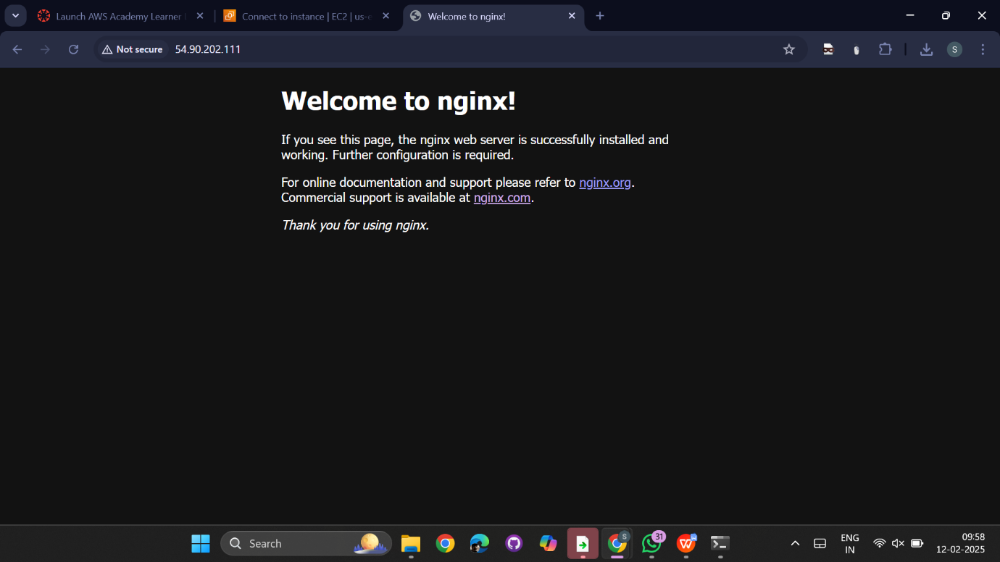 Launch AWS Academy Learner
Connect to instance | EC2 | us-e
Welcome to nginx!
Not secure
54.90.202.111
S
Welcome to nginx!
If you see this page, the nginx web server is successfully installed and
working. Further configuration is required.
For online documentation and support please refer to nginx.org.
Commercial support is available at nginx.com.
Thank you for using nginx.
Search
S
31
W
ENG
IN
09:58
12-02-2025